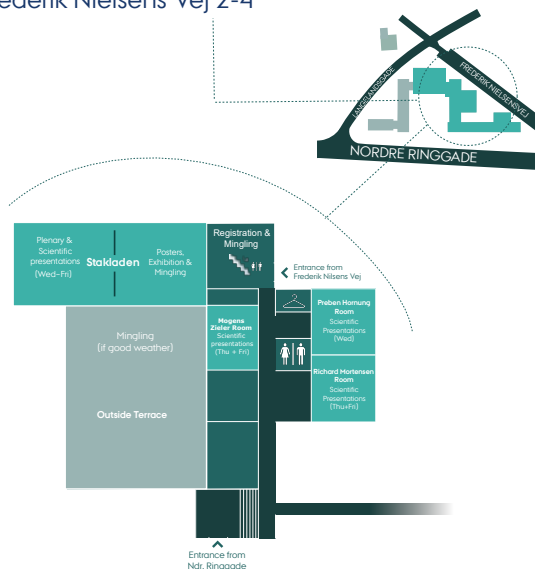 ederik Nielsens Vej 2-4
LANGELANDSGADE
FREDERIK NIELSENSVEJ
NORDRE RINGGADE
Plenary &
Scientific
presentations
(Wed-Fri)
Stakladen
Posters,
Exhibition &
Mingling
Registration &
Mingling
Entrance from
Frederik Nilsens Vej
Mingling
(if good weather)
Outside Terrace
Mogens
Zieler Room
Scientific
presentations
(Thu + Fri)
Preben Hornung
Room
Scientific
Presentations
(Wed)
Richard Mortensen
Room
Scientific
Presentations
(Thu+Fri)
Entrance from
Ndr. Ringgade